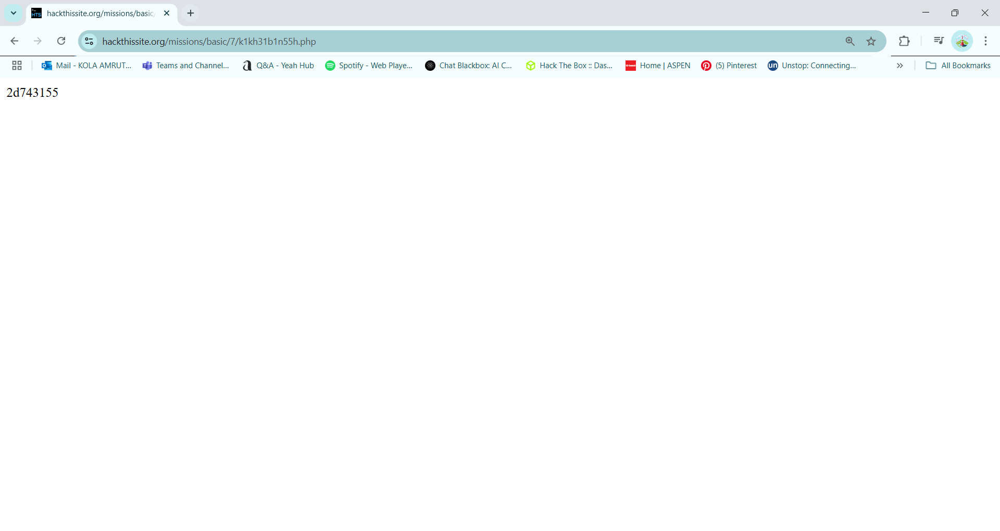 hackthissite.org/missions/basic/
hackthissite.org/missions/basic/7/k1kh31b1n55h.php
Mail - KOLA AMRUT... Teams and Channel... Q&A - Yeah Hub Spotify - Web Playe... Chat Blackbox: AI C... Hack The Box :: Das... Home | ASPEN (5) Pinterest Unstop: Connecting... All Bookmarks
2d743155